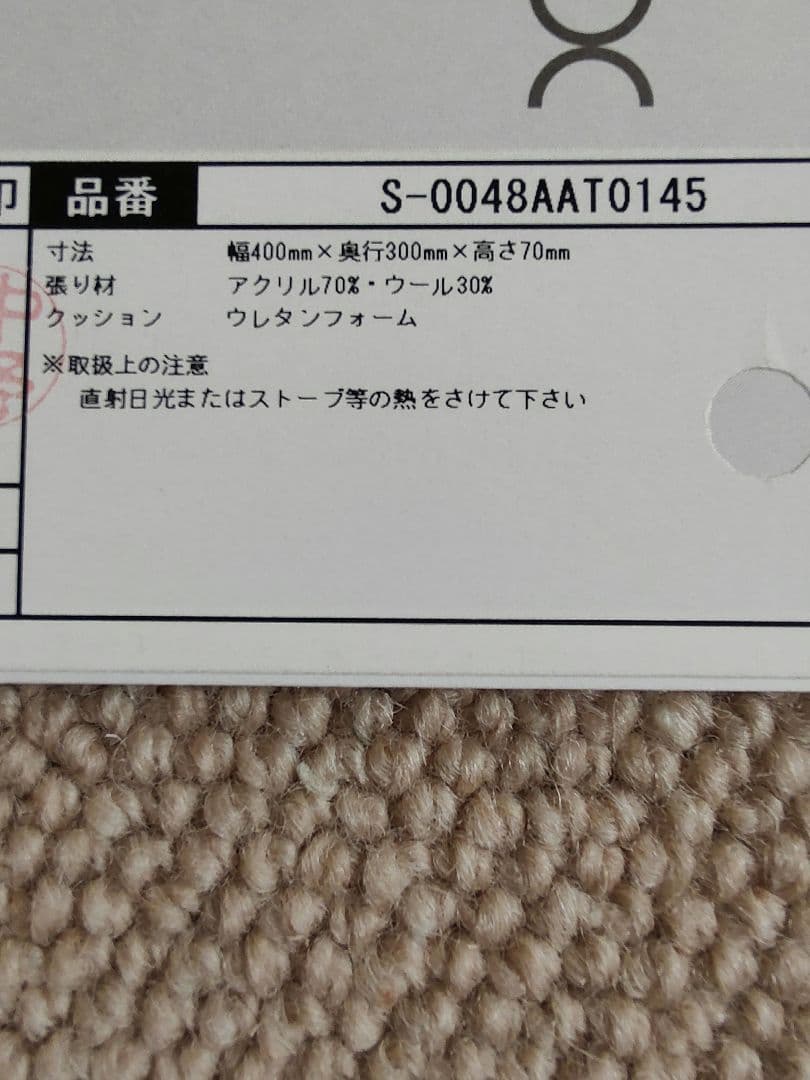 印
品番 S-0048AAT0145
寸法 幅400mm×奥行300mm×高さ70mm
張り材 アクリル70%・ウール30%
クッション ウレタンフォーム
※取扱上の注意
直射日光またはストーブ等の熱をさけて下さい